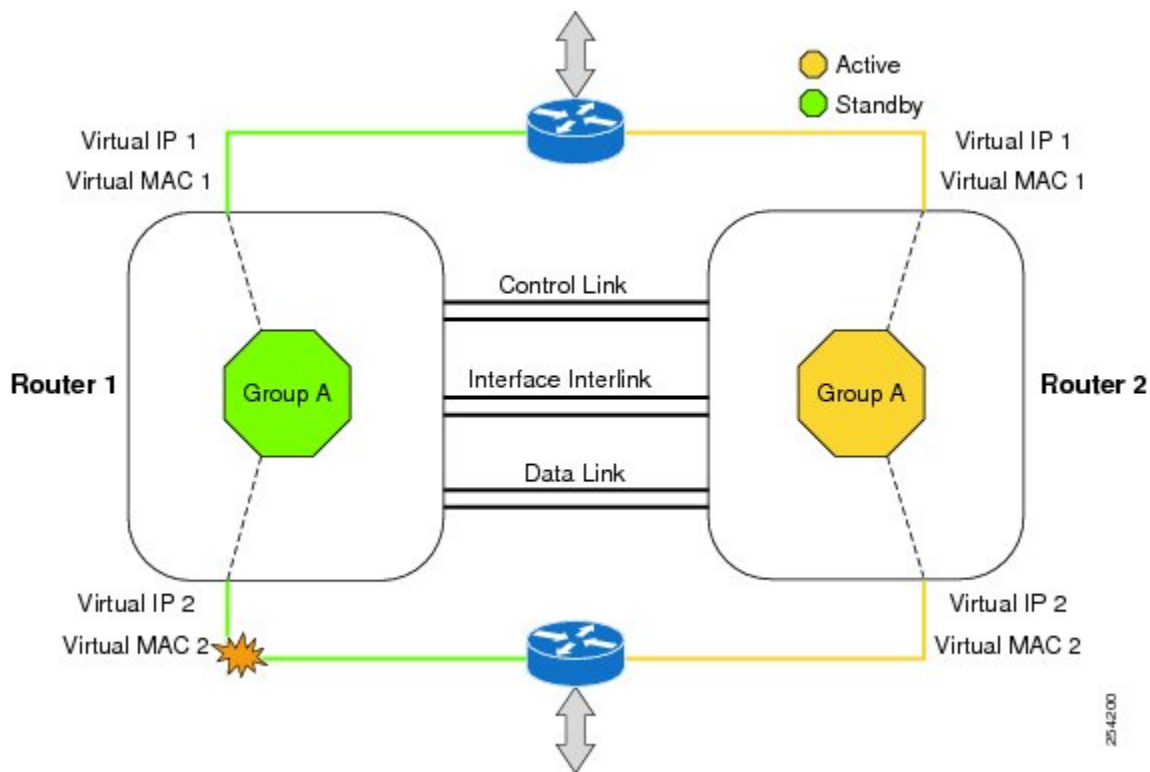 Active
Standby
Virtual IP 1
Virtual MAC 1
Virtual IP 1
Virtual MAC 1
Control Link
Router 1
Group A
Interface Interlink
Group A
Router 2
Data Link
Virtual IP 2
Virtual MAC 2
Virtual IP 2
Virtual MAC 2
254200